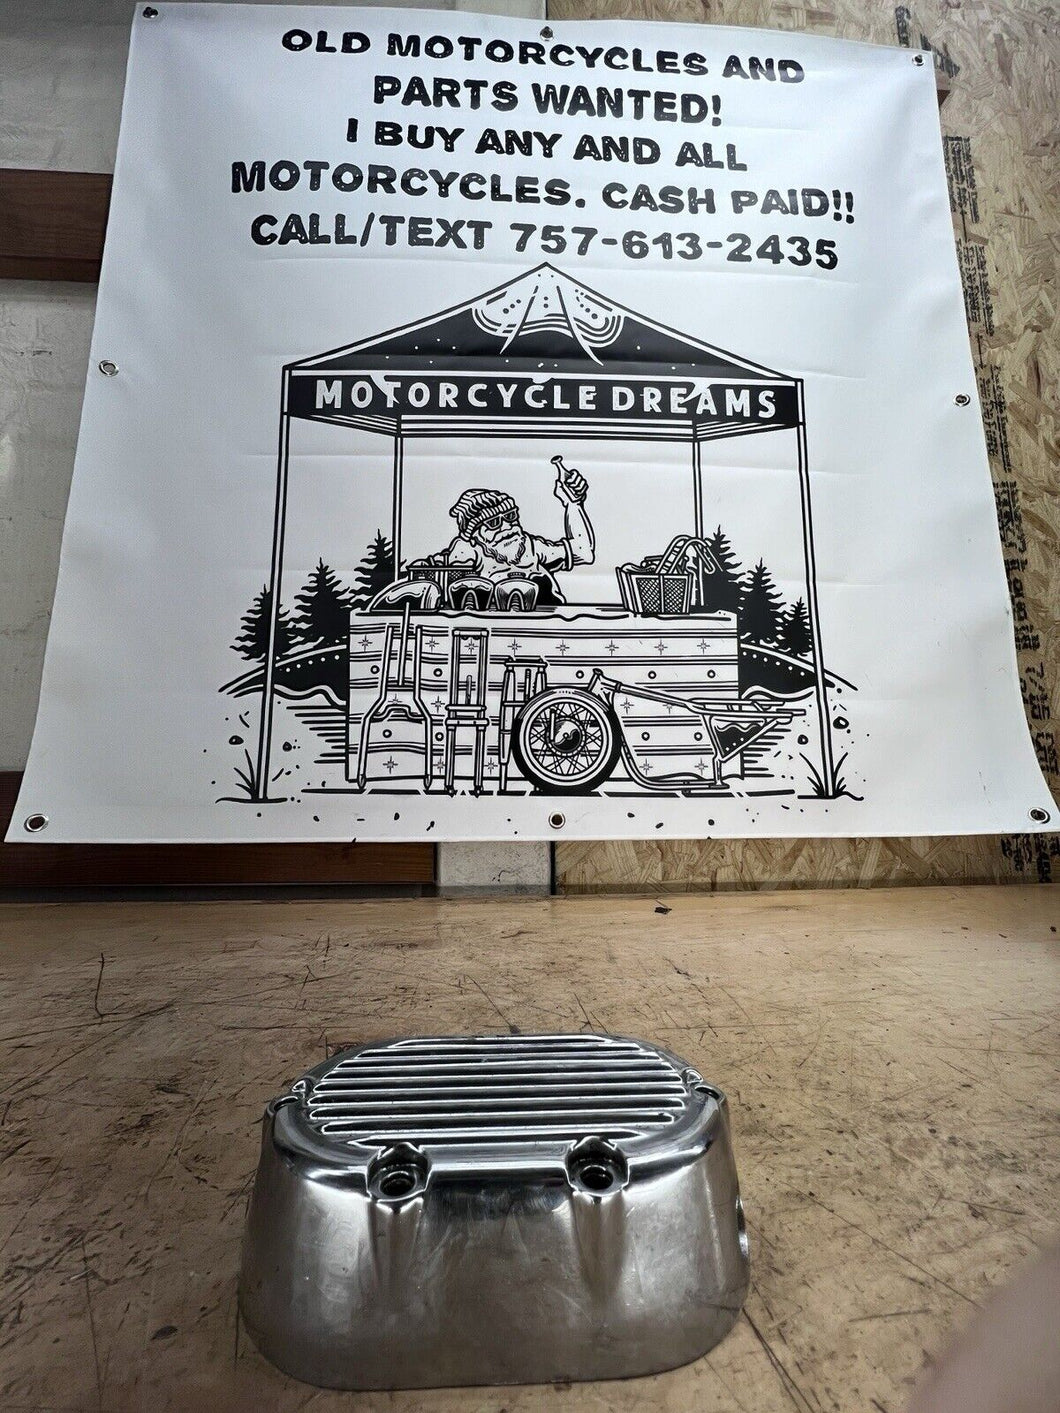 OLD MOTORCYCLES AND
PARTS WANTED!
I BUY ANY AND ALL
MOTORCYCLES. CASH PAID!!
CALL/TEXT 757-613-2435
MOTORCYCLE DREAMS